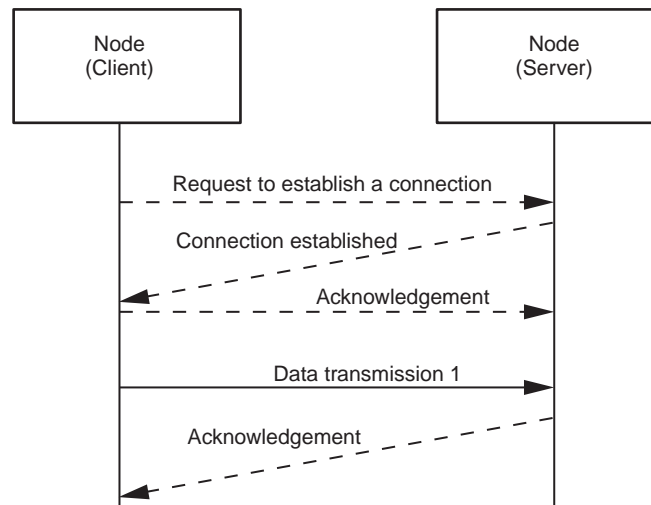 Node
(Client)
Node
(Server)
Request to establish a connection
Connection established
Acknowledgement
Data transmission 1
Acknowledgement